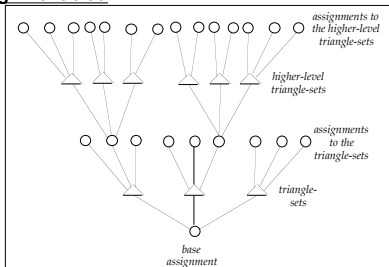 assignments to
the higher-level
triangle-sets
higher-level
triangle-sets
assignments
to the
triangle-sets
triangle-
sets
base
assignment